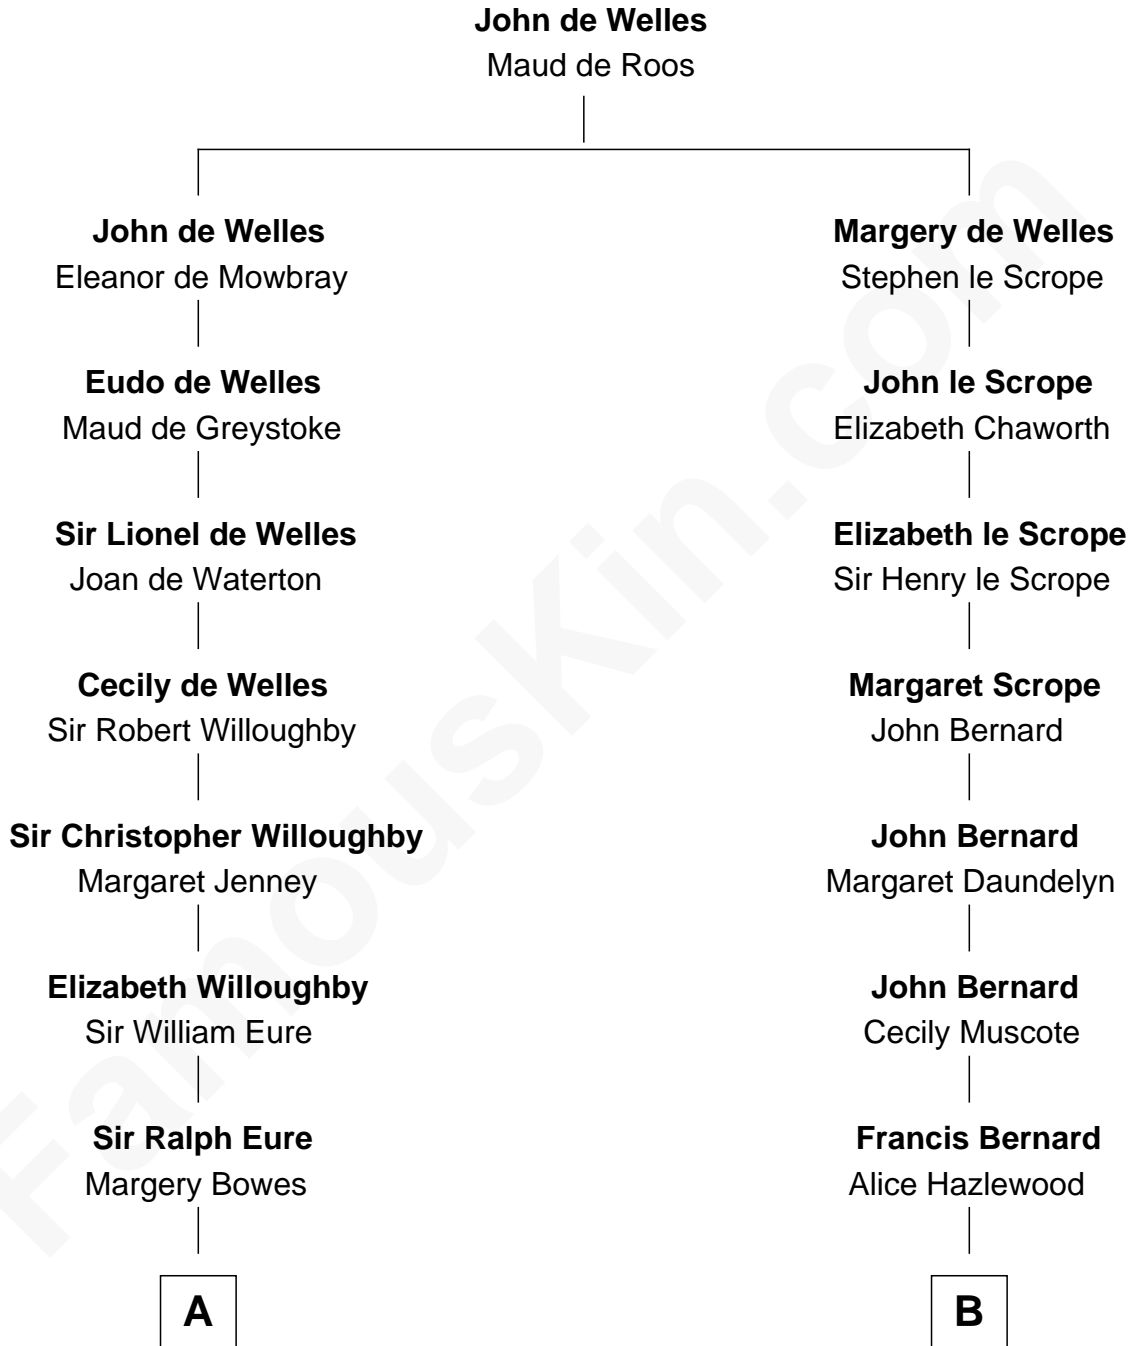 John de Welles
Maud de Roos
John de Welles
Eleanor de Mowbray
Margery de Welles
Stephen le Scrope
Eudo de Welles
Maud de Greystoke
John le Scrope
Elizabeth Chaworth
Sir Lionel de Welles
Joan de Waterton
Elizabeth le Scrope
Sir Henry le Scrope
Cecily de Welles
Sir Robert Willoughby
Margaret Scrope
John Bernard
Sir Christopher Willoughby
Margaret Jenney
John Bernard
Margaret Daundelyn
Elizabeth Willoughby
Sir William Eure
John Bernard
Cecily Muscote
Sir Ralph Eure
Margery Bowes
Francis Bernard
Alice Hazlewood
A
B
FamousKin.com